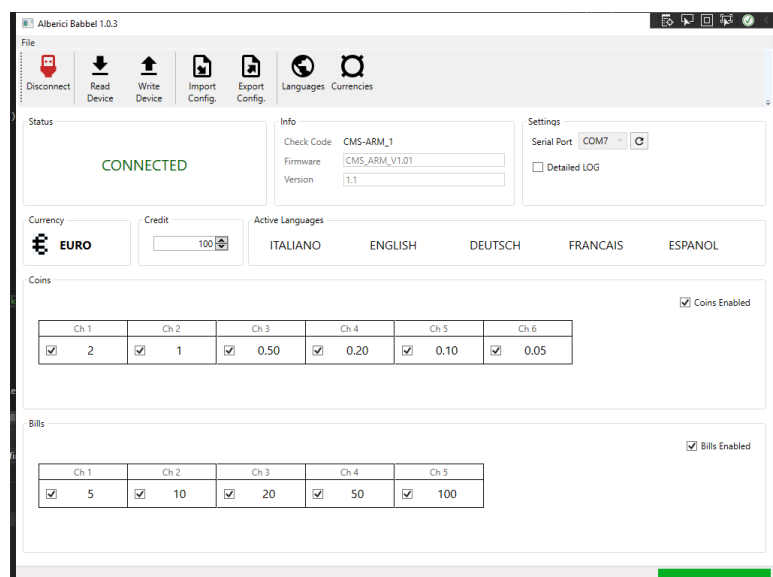 Alberici Babbel 1.0.3
File
Disconnect
Read
Device
Write
Device
Import
Config.
Export
Config.
Languages
Currencies
Status
CONNECTED
Info
Check Code CMS-ARM_1
Firmware CMS_ARM_V1.01
Version 1.1
Settings
Serial Port COM7
Detailed LOG
Currency
€ EURO
Credit
100
Active Languages
ITALIANO ENGLISH DEUTSCH FRANCAIS ESPANOL
Coins
Coins Enabled
Ch 1 Ch 2 Ch 3 Ch 4 Ch 5 Ch 6
2 1 0.50 0.20 0.10 0.05
Bills
Bills Enabled
Ch 1 Ch 2 Ch 3 Ch 4 Ch 5
5 10 20 50 100